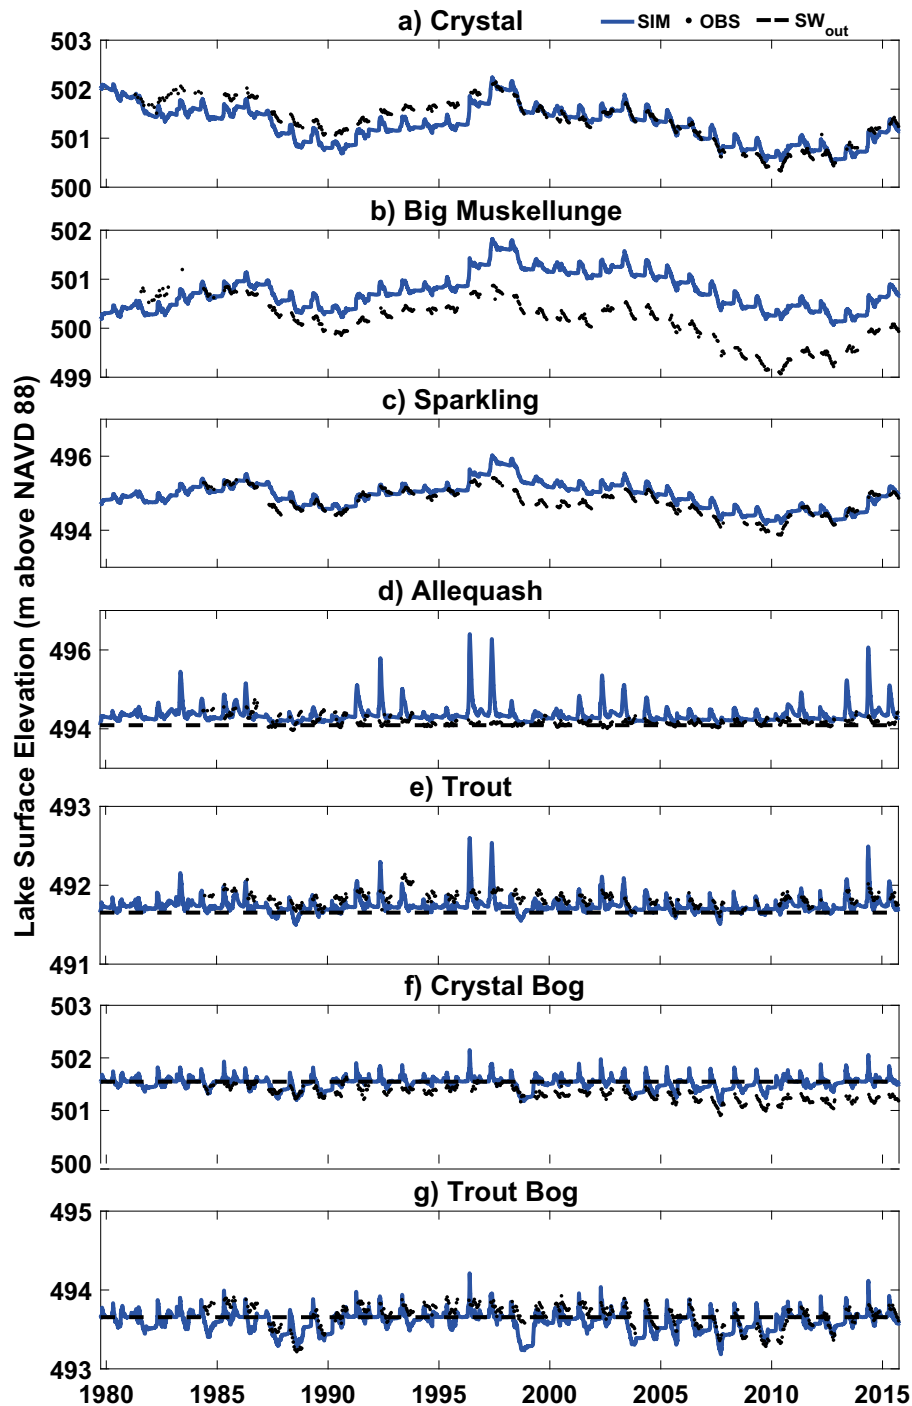 a) Crystal
SIM OBS SWout
503
502
501
500
b) Big Muskellunge
502
501
500
499
c) Sparkling
496
494
d) Allequash
496
494
e) Trout
493
492
491
f) Crystal Bog
503
502
501
500
g) Trout Bog
495
494
493
1980 1985 1990 1995 2000 2005 2010 2015
Lake Surface Elevation (m above NAVD 88)